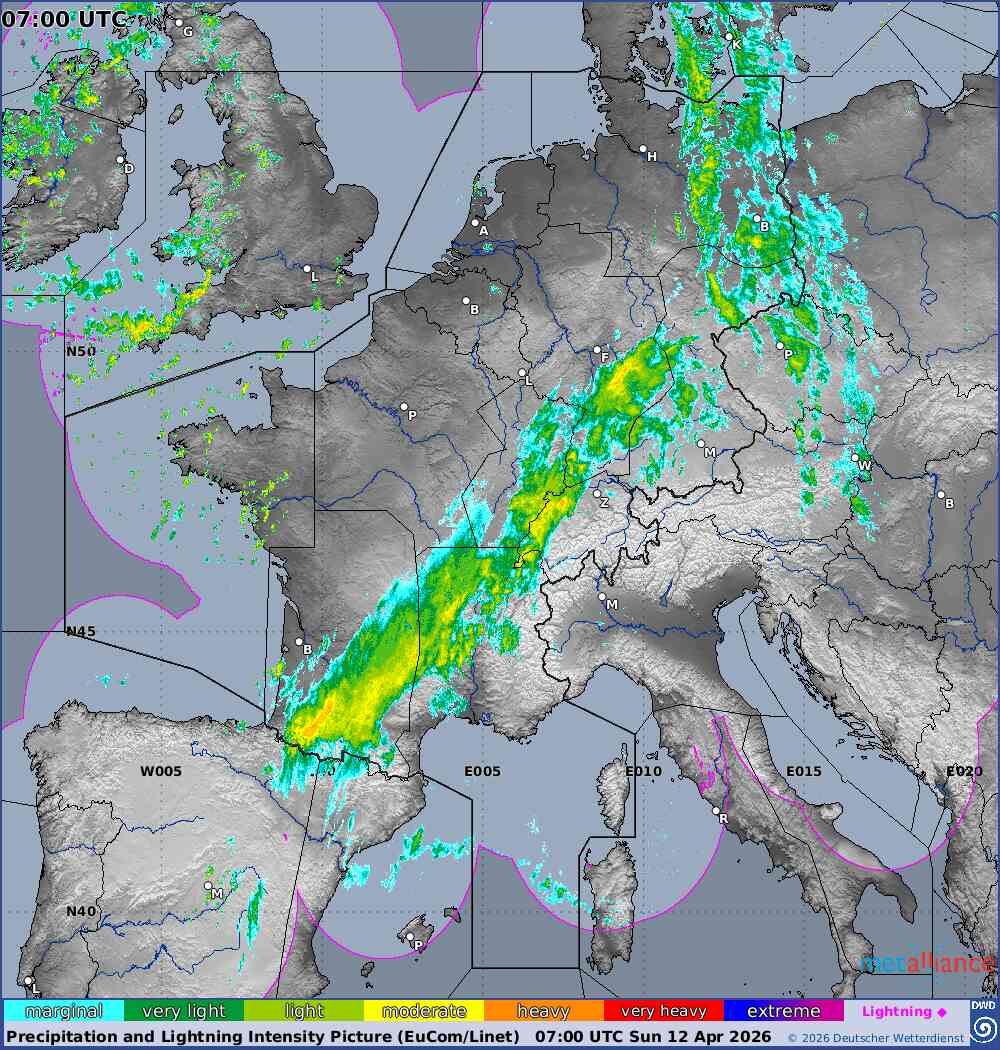 07:00 UTC
G
K
H
D
A
B
L
B
N50
F
P
L
P
M
W
Z
B
M
N45
B
W005
E005
E010
E015
E020
R
M
N40
P
L
metalliance
marginal very light light moderate heavy very heavy extreme Lightning ◆
DWD
Precipitation and Lightning Intensity Picture (EuCom/Linet) 07:00 UTC Sun 12 Apr 2026 © 2026 Deutscher Wetterdienst